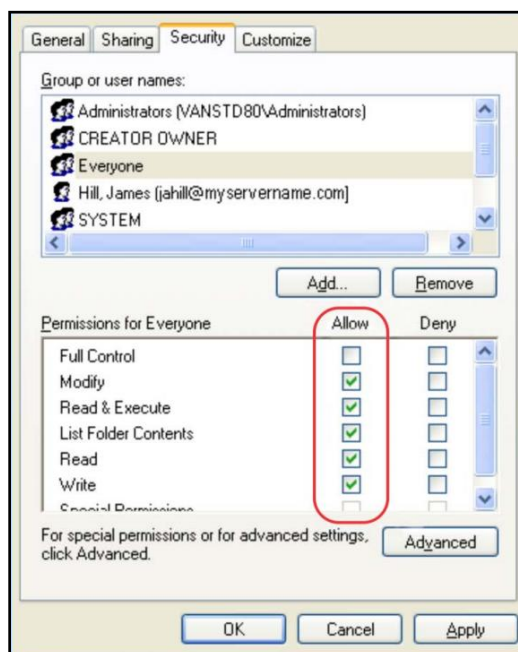 General Sharing Security Customize
Group or user names:
Administrators (VANSTD80\Administrators)
CREATOR OWNER
Everyone
Hill, James (jahill@myservername.com]
SYSTEM
Add... Remove
Permissions for Everyone Allow Deny
Full Control
Modify
Read & Execute
List Folder Contents
Read
Write
Special Permissions
For special permissions or for advanced settings,
click Advanced.
Advanced
OK Cancel Apply